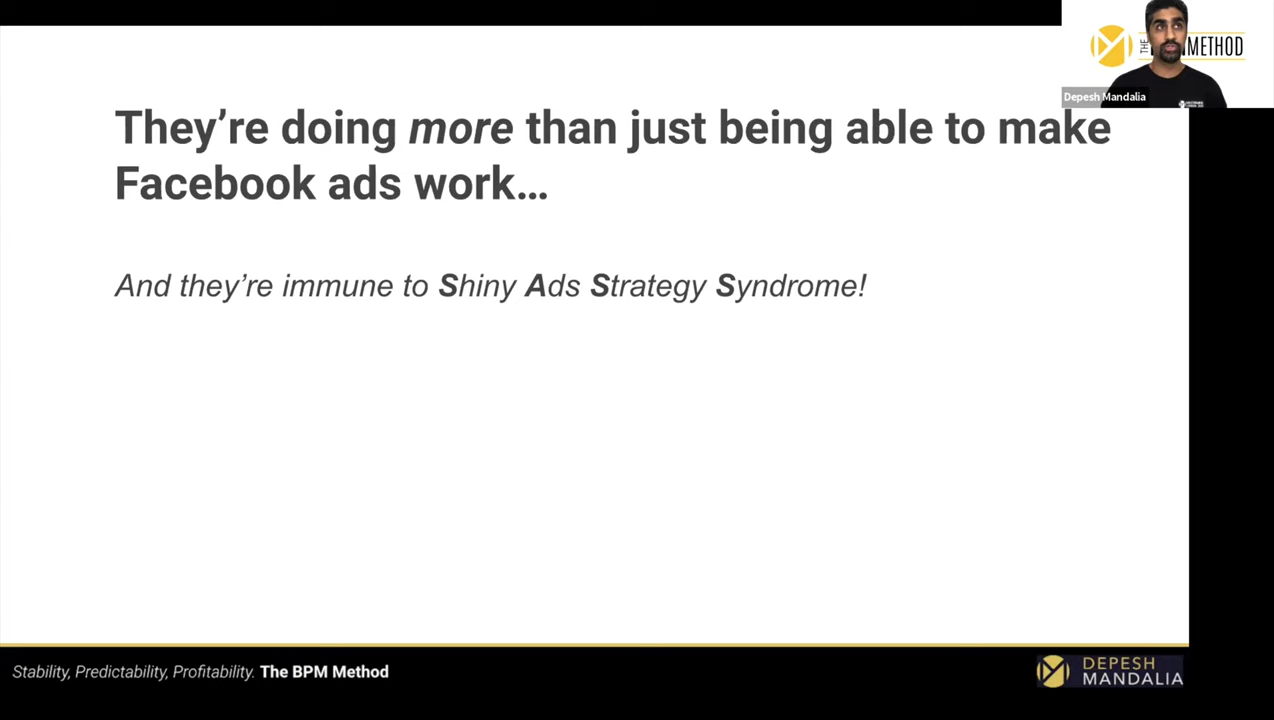 THE
METHOD
Depesh Mandalia
They’re doing more than just being able to make
Facebook ads work…
And they’re immune to Shiny Ads Strategy Syndrome!
Stability, Predictability, Profitability. The BPM Method
DEPESH
MANDALIA